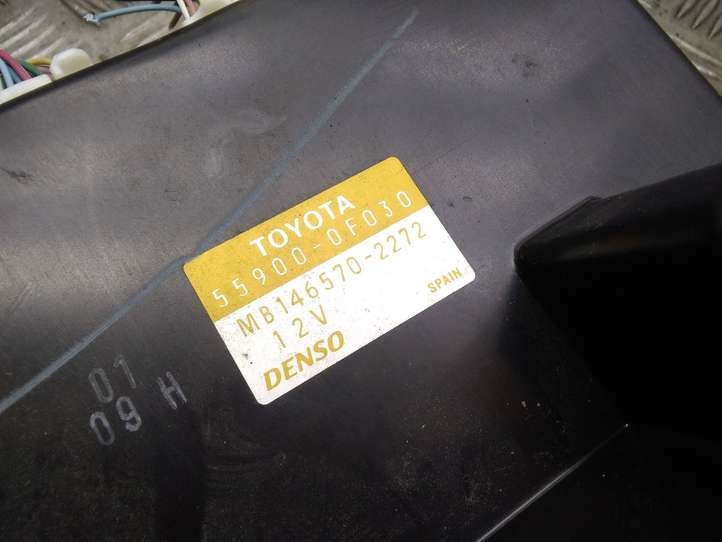 TOYOTA
55900-0F030
MB146570-2272
12V
SPAIN
DENSO
01
09 H